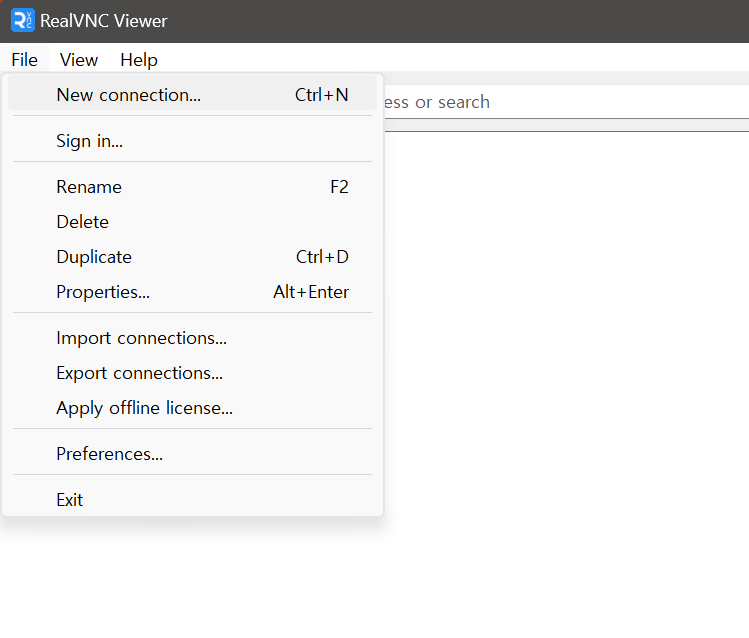 RealVNC Viewer
File View Help
New connection... Ctrl+N
ess or search
Sign in...
Rename F2
Delete
Duplicate Ctrl+D
Properties... Alt+Enter
Import connections...
Export connections...
Apply offline license...
Preferences...
Exit